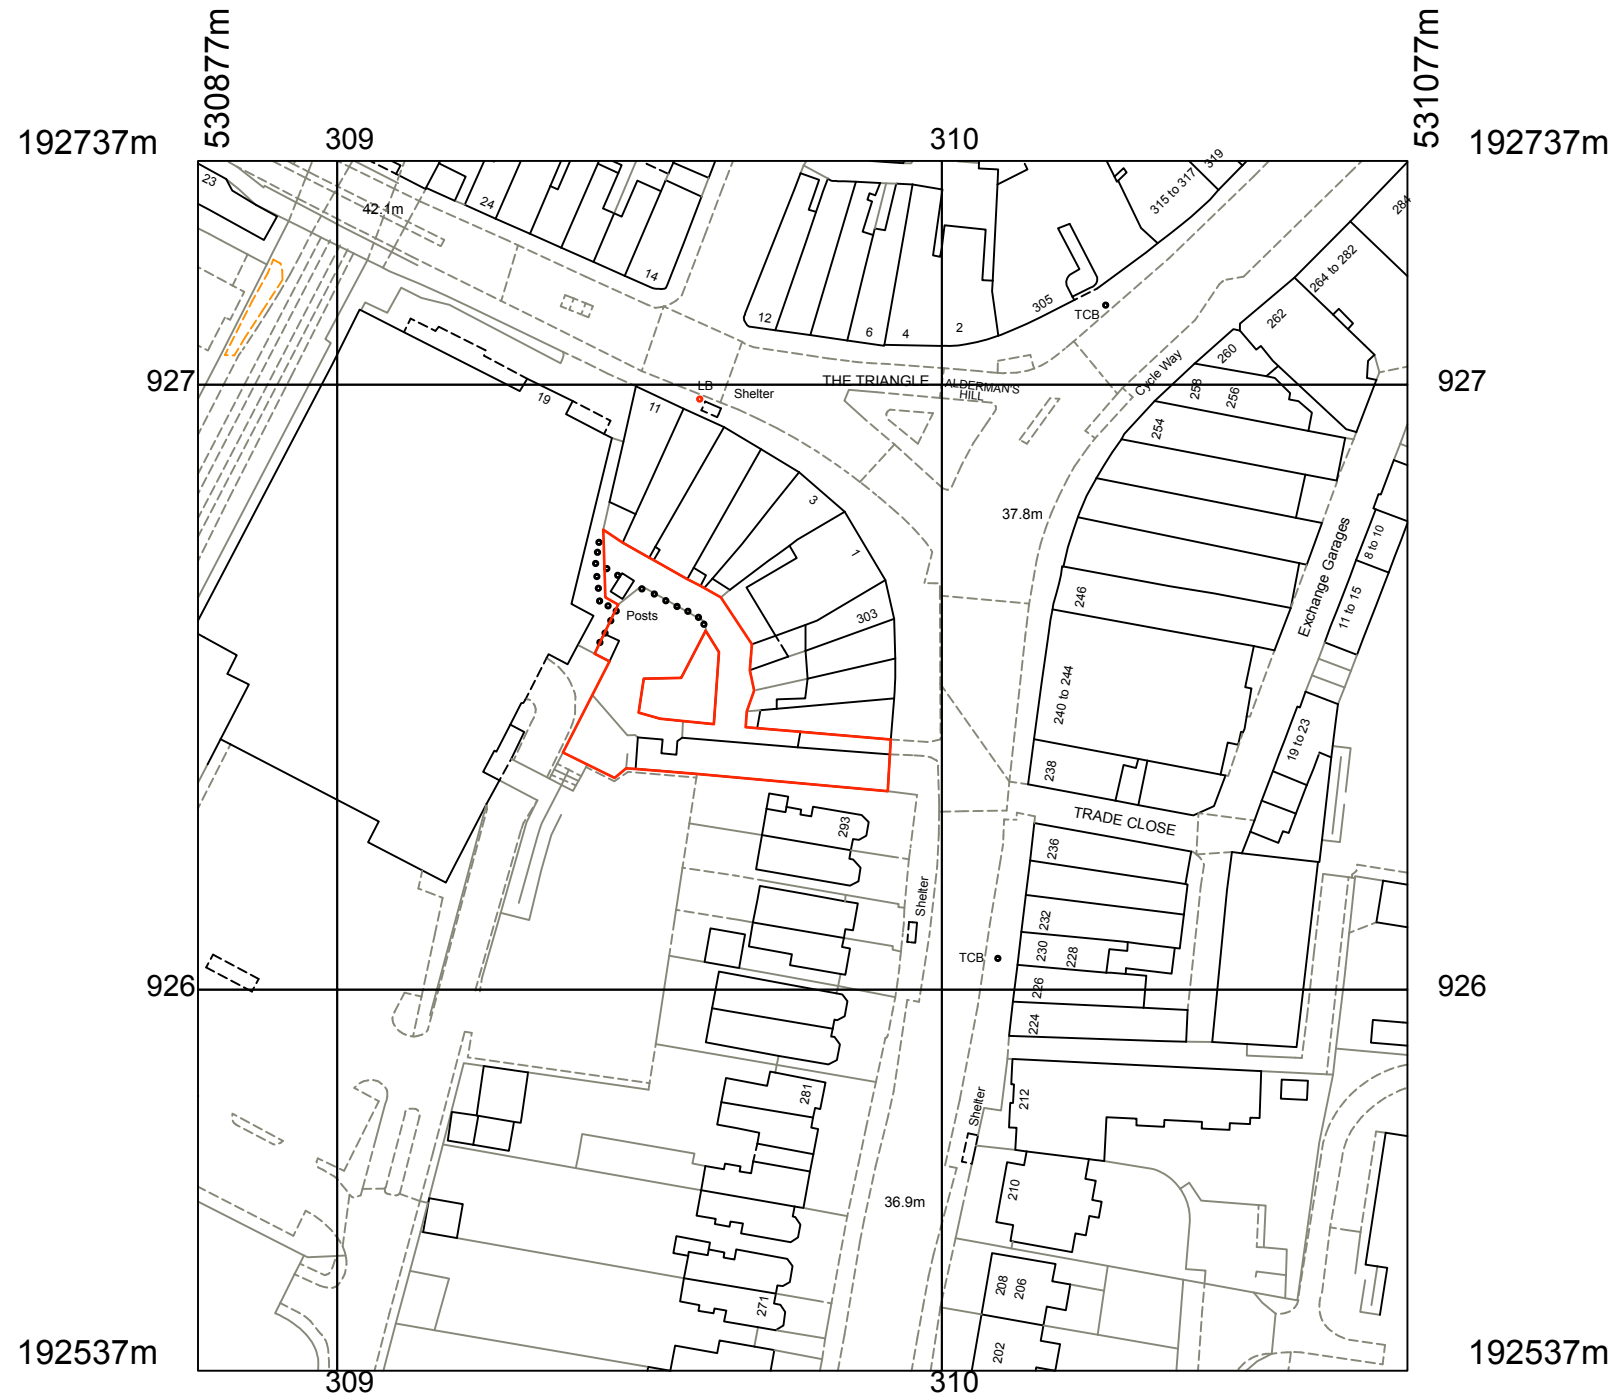 530877m
531077m
192737m
309
310
192737m
23
42.1m
24
14
12
6
4
2
305
TCB
315 to 317
319
284
264 to 282
262
260
258
256
254
Cycle Way
927
927
LB
Shelter
THE TRIANGLE
ALDERMAN'S
HILL
19
11
3
1
303
37.8m
Posts
246
240 to 244
238
Exchange Garages
8 to 10
11 to 15
19 to 23
TRADE CLOSE
293
236
Shelter
232
230
228
TCB
226
224
926
926
281
Shelter
212
210
36.9m
208
206
271
202
192537m
309
310
192537m